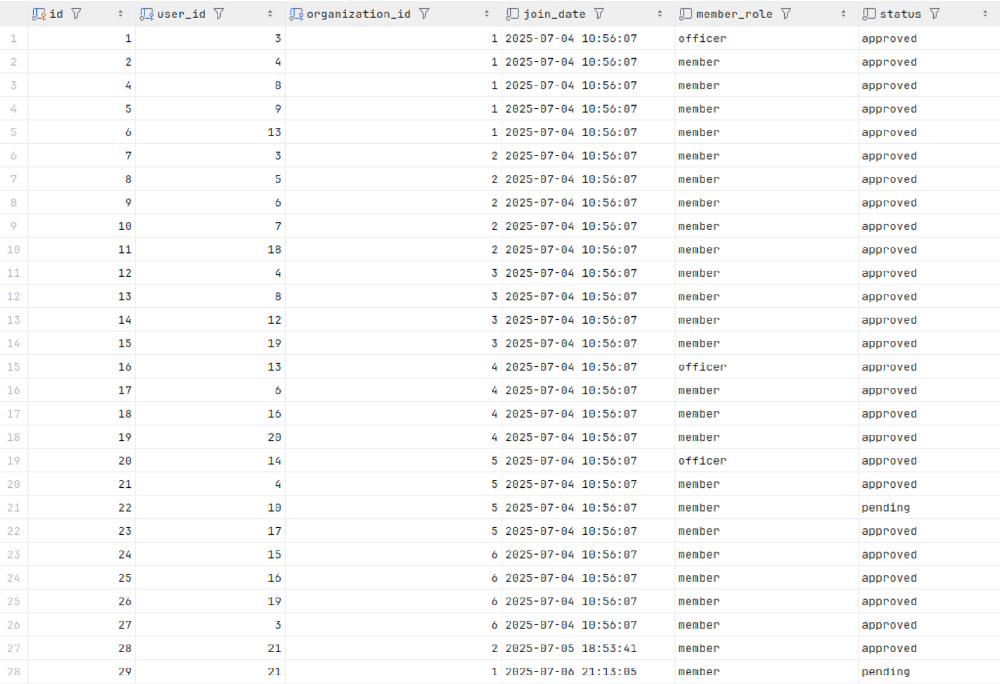 id user_id organization_id join_date member_role status
1 1 3 1 2025-07-04 10:56:07 officer approved
2 2 4 1 2025-07-04 10:56:07 member approved
3 4 8 1 2025-07-04 10:56:07 member approved
4 5 9 1 2025-07-04 10:56:07 member approved
5 6 13 1 2025-07-04 10:56:07 member approved
6 7 3 2 2025-07-04 10:56:07 member approved
7 8 5 2 2025-07-04 10:56:07 member approved
8 9 6 2 2025-07-04 10:56:07 member approved
9 10 7 2 2025-07-04 10:56:07 member approved
10 11 18 2 2025-07-04 10:56:07 member approved
11 12 4 3 2025-07-04 10:56:07 member approved
12 13 8 3 2025-07-04 10:56:07 member approved
13 14 12 3 2025-07-04 10:56:07 member approved
14 15 19 3 2025-07-04 10:56:07 member approved
15 16 13 4 2025-07-04 10:56:07 officer approved
16 17 6 4 2025-07-04 10:56:07 member approved
17 18 16 4 2025-07-04 10:56:07 member approved
18 19 20 4 2025-07-04 10:56:07 member approved
19 20 14 5 2025-07-04 10:56:07 officer approved
20 21 4 5 2025-07-04 10:56:07 member approved
21 22 10 5 2025-07-04 10:56:07 member pending
22 23 17 5 2025-07-04 10:56:07 member approved
23 24 15 6 2025-07-04 10:56:07 member approved
24 25 16 6 2025-07-04 10:56:07 member approved
25 26 19 6 2025-07-04 10:56:07 member approved
26 27 3 6 2025-07-04 10:56:07 member approved
27 28 21 2 2025-07-05 18:53:41 member approved
28 29 21 1 2025-07-06 21:13:05 member pending